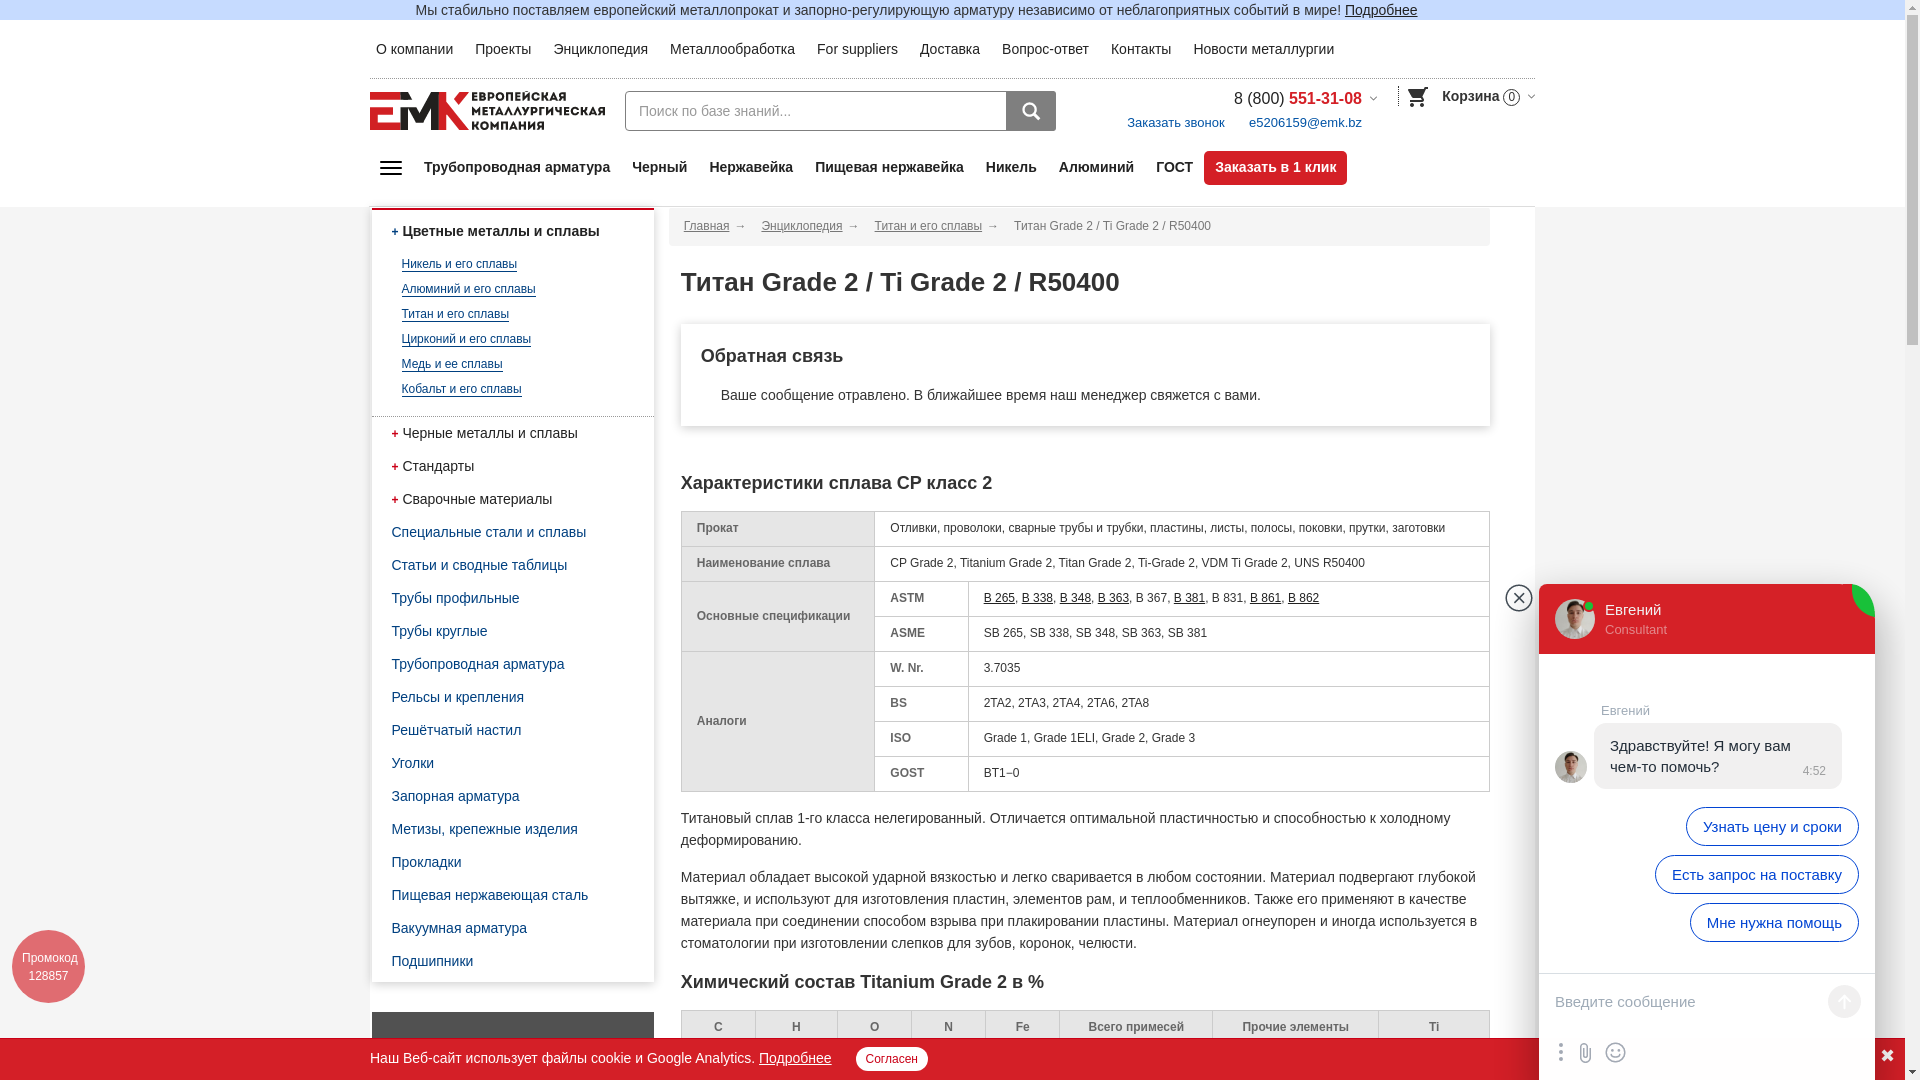 Мы стабильно поставляем европейский металлопрокат и запорно-регулирующую арматуру независимо от неблагоприятных событий в мире! Подробнее
О компании Проекты Энциклопедия Металлообработка For suppliers Доставка Вопрос-ответ Контакты Новости металлургии
ЕМК ЕВРОПЕЙСКАЯ
МЕТАЛЛУРГИЧЕСКАЯ
КОМПАНИЯ
Поиск по базе знаний...
8 (800) 551-31-08
Заказать звонок e5206159@emk.bz
Корзина 0
Трубопроводная арматура Черный Нержавейка Пищевая нержавейка Никель Алюминий ГОСТ Заказать в 1 клик
+ Цветные металлы и сплавы
Никель и его сплавы
Алюминий и его сплавы
Титан и его сплавы
Цирконий и его сплавы
Медь и ее сплавы
Кобальт и его сплавы
+ Черные металлы и сплавы
+ Стандарты
+ Сварочные материалы
Специальные стали и сплавы
Статьи и сводные таблицы
Трубы профильные
Трубы круглые
Трубопроводная арматура
Рельсы и крепления
Решётчатый настил
Уголки
Запорная арматура
Метизы, крепежные изделия
Прокладки
Пищевая нержавеющая сталь
Вакуумная арматура
Подшипники
Главная → Энциклопедия → Титан и его сплавы → Титан Grade 2 / Ti Grade 2 / R50400
Титан Grade 2 / Ti Grade 2 / R50400
Обратная связь
Ваше сообщение отравлено. В ближайшее время наш менеджер свяжется с вами.
Характеристики сплава CP класс 2
Прокат Отливки, проволоки, сварные трубы и трубки, пластины, листы, полосы, поковки, прутки, заготовки
Наименование сплава CP Grade 2, Titanium Grade 2, Titan Grade 2, Ti-Grade 2, VDM Ti Grade 2, UNS R50400
Основные спецификации
ASTM B 265, B 338, B 348, B 363, B 367, B 381, B 831, B 861, B 862
ASME SB 265, SB 338, SB 348, SB 363, SB 381
Аналоги
W. Nr. 3.7035
BS 2TA2, 2TA3, 2TA4, 2TA6, 2TA8
ISO Grade 1, Grade 1ELI, Grade 2, Grade 3
GOST ВТ1−0
Титановый сплав 1-го класса нелегированный. Отличается оптимальной пластичностью и способностью к холодному
деформированию.
Материал обладает высокой ударной вязкостью и легко сваривается в любом состоянии. Материал подвергают глубокой
вытяжке, и используют для изготовления пластин, элементов рам, и теплообменников. Также его применяют в качестве
материала при соединении способом взрыва при плакировании пластины. Материал огнеупорен и иногда используется в
стоматологии при изготовлении слепков для зубов, коронок, челюсти.
Химический состав Titanium Grade 2 в %
C H O N Fe Всего примесей Прочие элементы Ti
Промокод
128857
Наш Веб-сайт использует файлы cookie и Google Analytics. Подробнее Согласен
Евгений
Consultant
Евгений
Здравствуйте! Я могу вам
чем-то помочь? 4:52
Узнать цену и сроки
Есть запрос на поставку
Мне нужна помощь
Введите сообщение